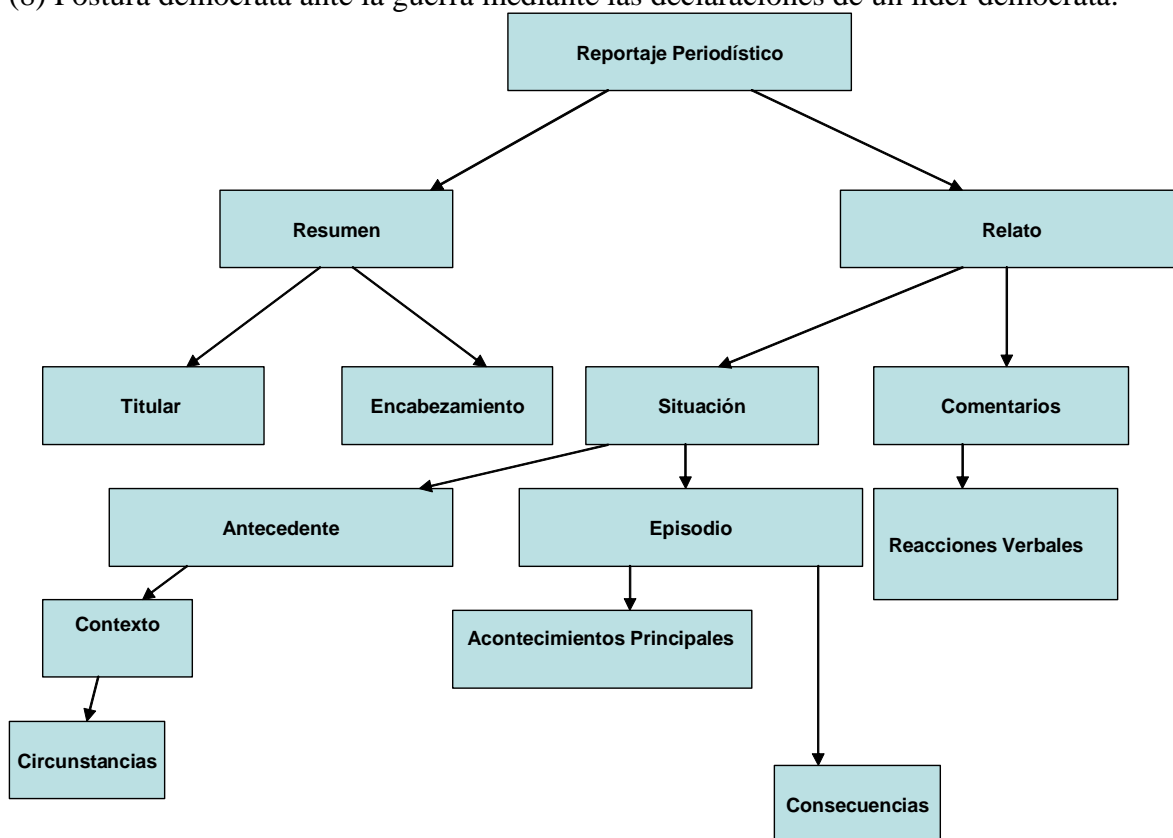 (8) Postura demócrata ante la guerra mediante las declaraciones de un líder demócrata.
Reportaje Periodístico
Resumen
Relato
Titular
Encabezamiento
Situación
Comentarios
Antecedente
Episodio
Reacciones Verbales
Contexto
Acontecimientos Principales
Circunstancias
Consecuencias